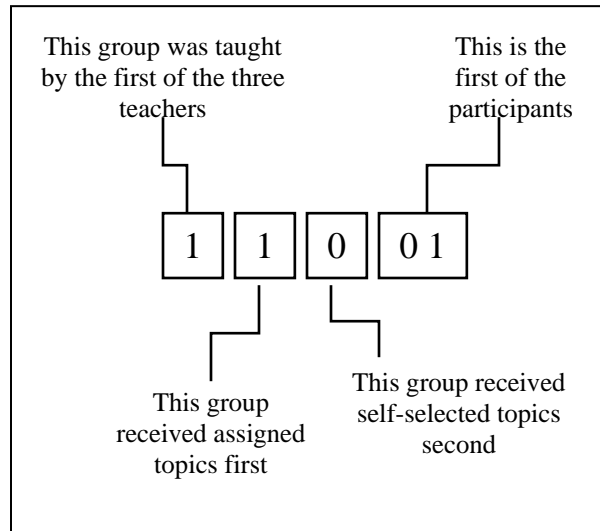 This group was taught
by the first of the three
teachers
This is the
first of the
participants
1 1 0 0 1
This group
received assigned
topics first
This group received
self-selected topics
second